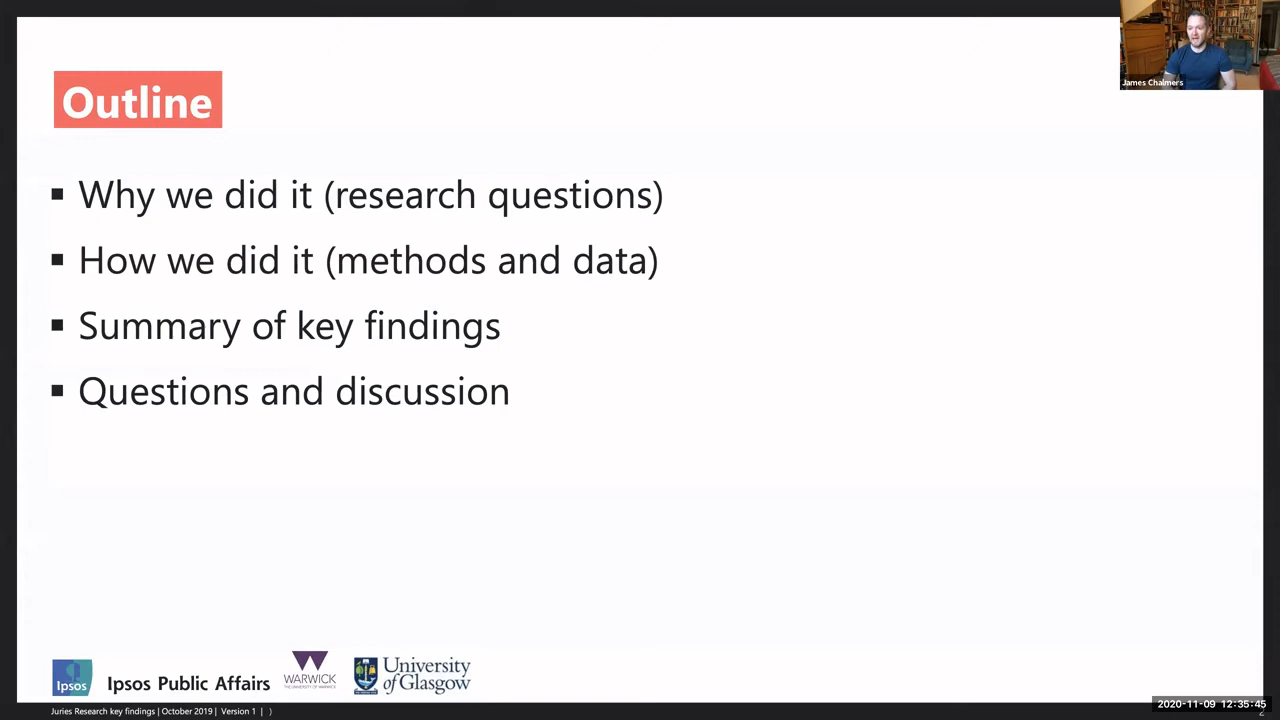 James Chalmers
Outline
Why we did it (research questions)
How we did it (methods and data)
Summary of key findings
Questions and discussion
Ipsos
Ipsos Public Affairs
WARWICK
THE UNIVERSITY OF WARWICK
University
of Glasgow
Juries Research key findings | October 2019 | Version 1 | )
2020-11-09 12:35:45
2